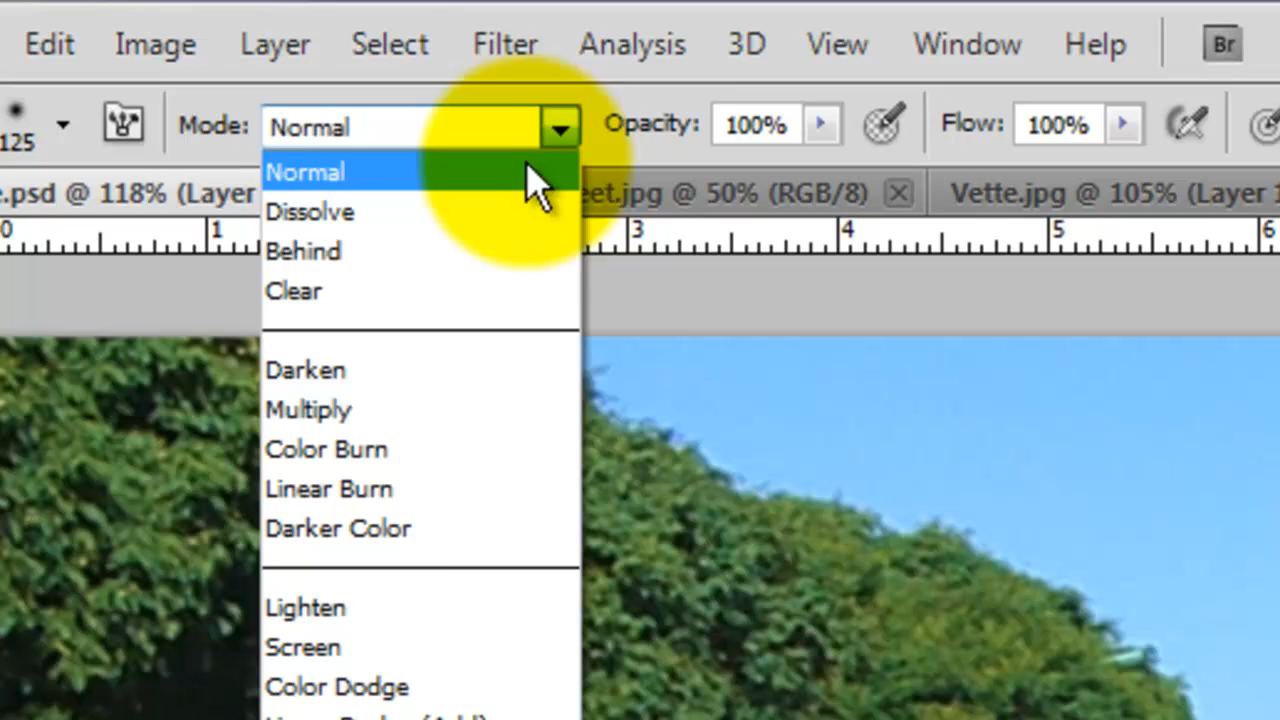 Edit Image Layer Select Filter Analysis 3D View Window Help Br
125 Mode: Normal Opacity: 100% Flow: 100%
e.psd @ 118% (Layer eet.jpg @ 50% (RGB/8) Vette.jpg @ 105% (Layer 1
0 1 3 4 5 6
Normal
Dissolve
Behind
Clear
Darken
Multiply
Color Burn
Linear Burn
Darker Color
Lighten
Screen
Color Dodge